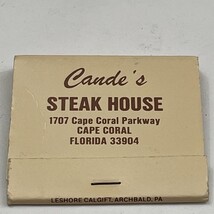 Cande's
STEAK HOUSE
1707 Cape Coral Parkway
CAPE CORAL
FLORIDA 33904
LESHORE CALGIFT, ARCHBALD, PA